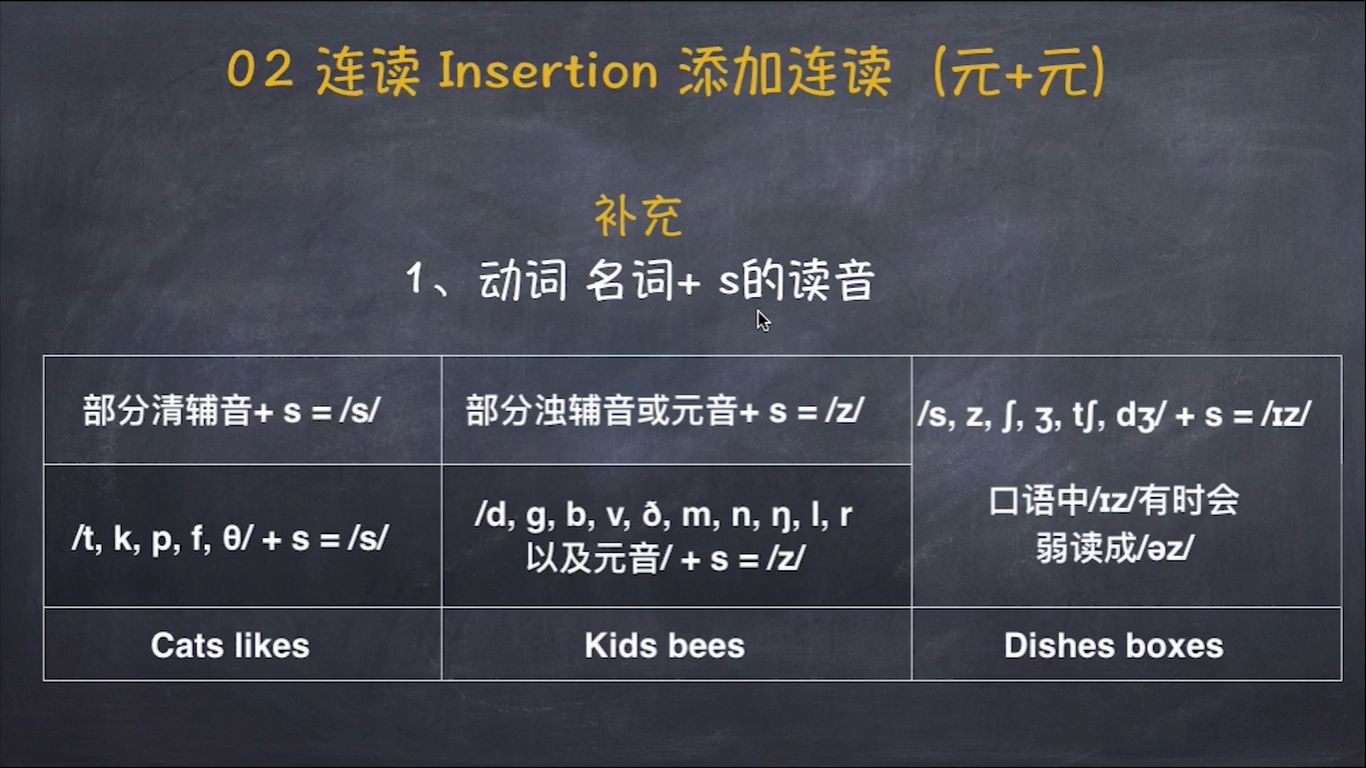 02 连读 Insertion 添加连读（元+元）
补充
1、动词 名词+ s的读音
部分清辅音+ s = /s/
部分浊辅音或元音+ s = /z/
/s, z, ʃ, ʒ, tʃ, dʒ/ + s = /ɪz/
口语中/ɪz/有时会
弱读成/əz/
/t, k, p, f, θ/ + s = /s/
/d, g, b, v, ð, m, n, ŋ, l, r
以及元音/ + s = /z/
Cats likes
Kids bees
Dishes boxes